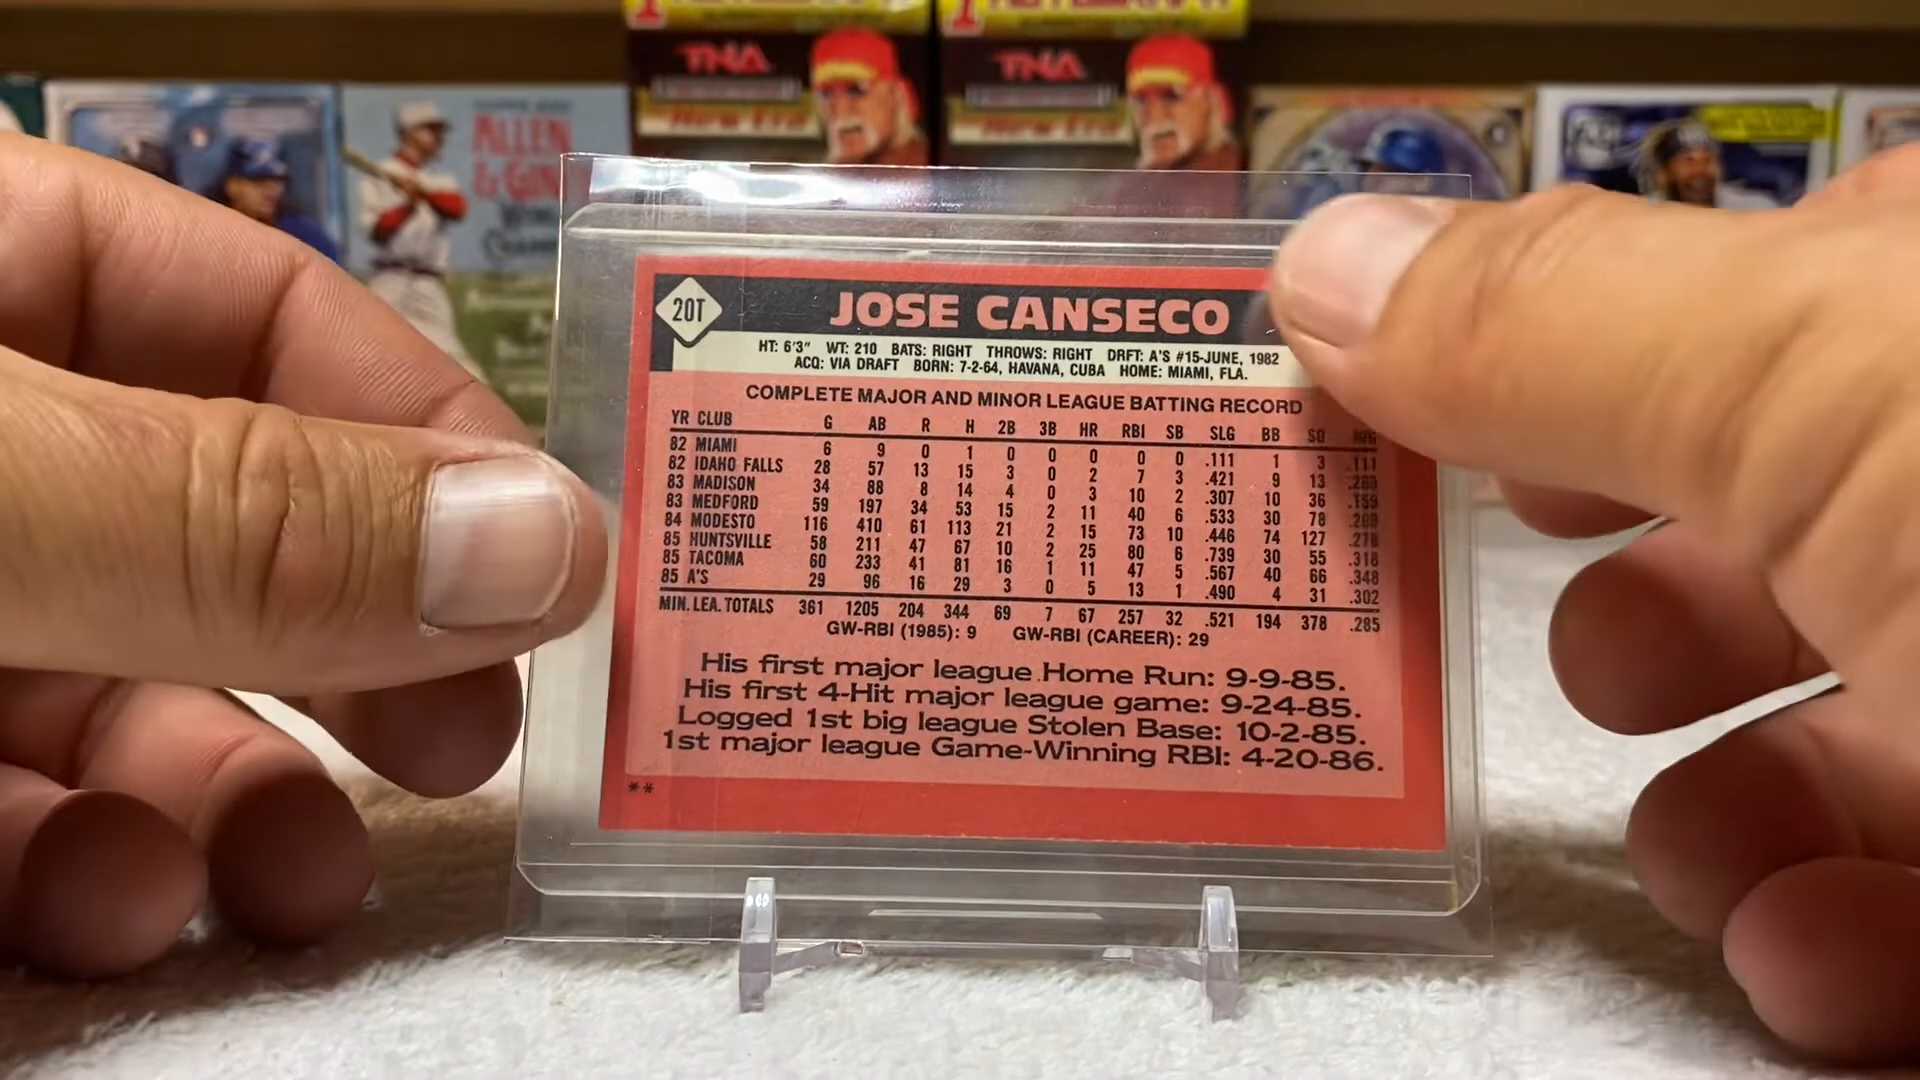 TNA
TNA
New Era
New Era
ALLEN
& GIN
20T
JOSE CANSECO
HT: 6'3" WT: 210 BATS: RIGHT THROWS: RIGHT DRFT: A'S #15-JUNE, 1982
ACQ: VIA DRAFT BORN: 7-2-64, HAVANA, CUBA HOME: MIAMI, FLA.
COMPLETE MAJOR AND MINOR LEAGUE BATTING RECORD
YR CLUB G AB R H 2B 3B HR RBI SB SLG BB SO AVG
82 MIAMI 6 9 0 1 0 0 0 0 0 .111 1 3 .111
82 IDAHO FALLS 28 57 13 15 3 0 2 7 3 .421 9 13 .263
83 MADISON 34 88 8 14 4 0 3 10 2 .307 10 36 .159
83 MEDFORD 59 197 34 53 15 2 11 40 6 .533 30 78 .269
84 MODESTO 116 410 61 113 21 2 15 73 10 .446 74 127 .276
85 HUNTSVILLE 58 211 47 67 10 2 25 80 6 .739 30 55 .318
85 TACOMA 60 233 41 81 16 1 11 47 5 .567 40 66 .348
85 A'S 29 96 16 29 3 0 5 13 1 .490 4 31 .302
MIN. LEA. TOTALS 361 1205 204 344 69 7 67 257 32 .521 194 378 .285
GW-RBI (1985): 9 GW-RBI (CAREER): 29
His first major league Home Run: 9-9-85.
His first 4-Hit major league game: 9-24-85.
Logged 1st big league Stolen Base: 10-2-85.
1st major league Game-Winning RBI: 4-20-86.
**